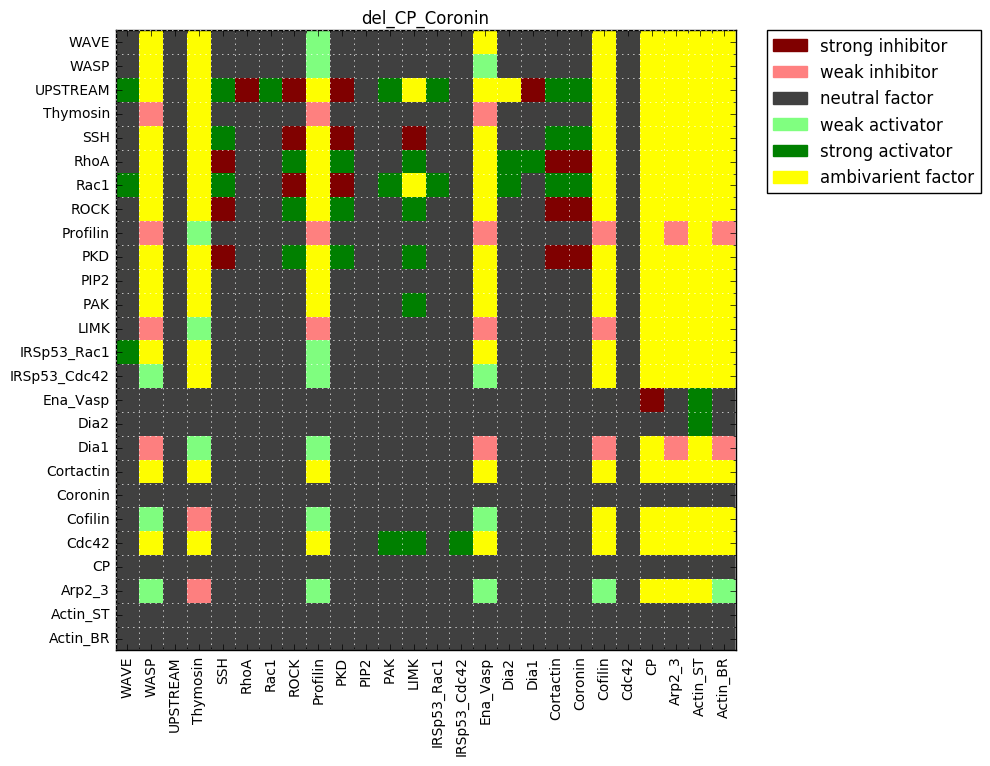 del_CP_Coronin
WAVE
WASP
UPSTREAM
Thymosin
SSH
RhoA
Rac1
ROCK
Profilin
PKD
PIP2
PAK
LIMK
IRSp53_Rac1
IRSp53_Cdc42
Ena_Vasp
Dia2
Dia1
Cortactin
Coronin
Cofilin
Cdc42
CP
Arp2_3
Actin_ST
Actin_BR
WAVE
WASP
UPSTREAM
Thymosin
SSH
RhoA
Rac1
ROCK
Profilin
PKD
PIP2
PAK
LIMK
IRSp53_Rac1
IRSp53_Cdc42
Ena_Vasp
Dia2
Dia1
Cortactin
Coronin
Cofilin
Cdc42
CP
Arp2_3
Actin_ST
Actin_BR
strong inhibitor
weak inhibitor
neutral factor
weak activator
strong activator
ambivarient factor